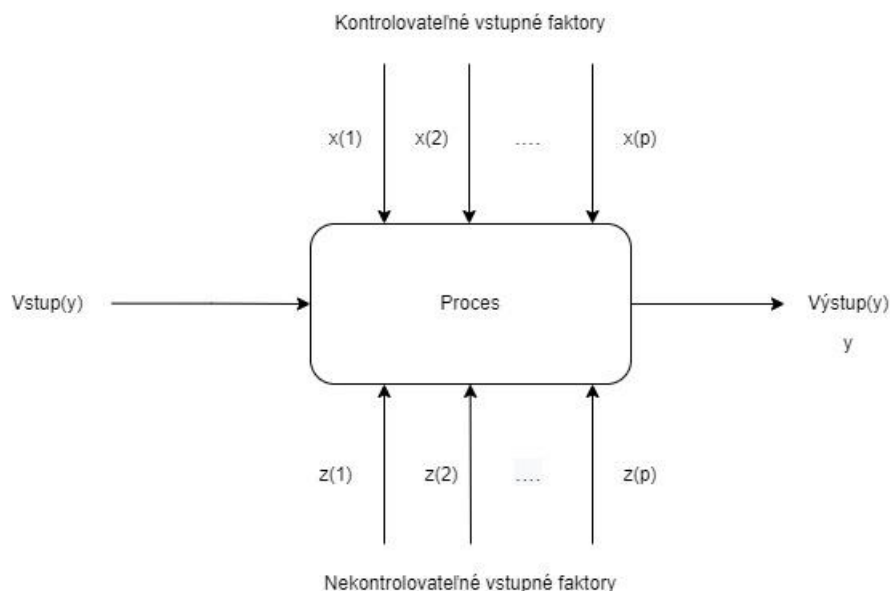 Kontrolovateľné vstupné faktory
x(1) x(2) .... x(p)
Vstup(y) Proces Výstup(y)
y
z(1) z(2) .... z(p)
Nekontrolovateľné vstupné faktory